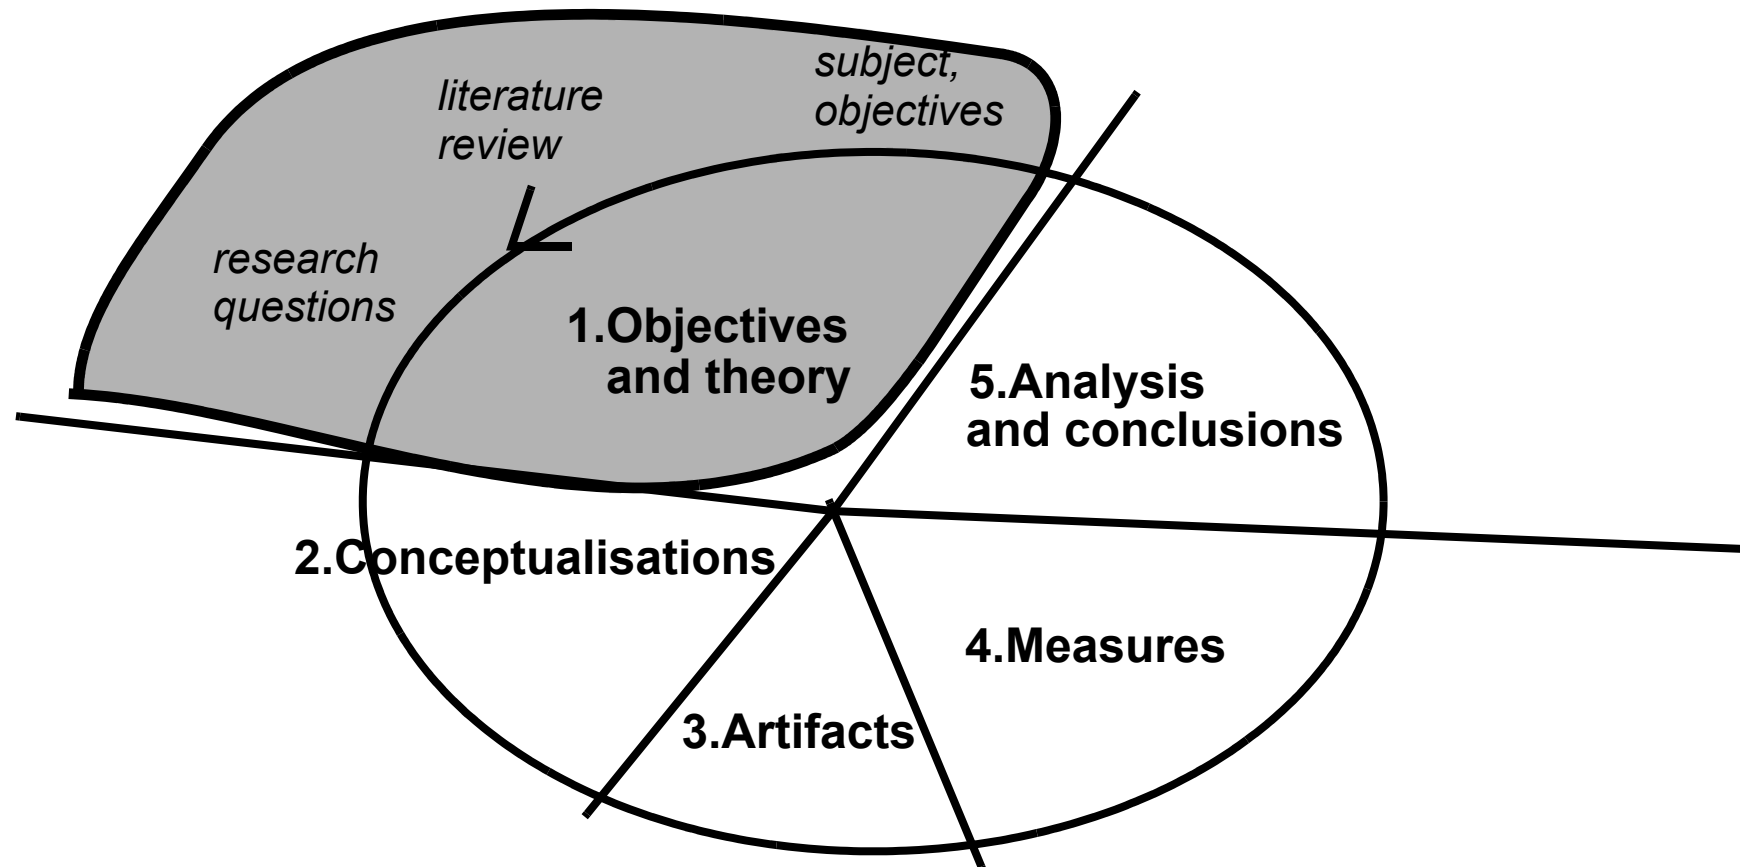 subject,
objectives
literature
review
research
questions
1.Objectives
and theory
5.Analysis
and conclusions
2.Conceptualisations
4.Measures
3.Artifacts